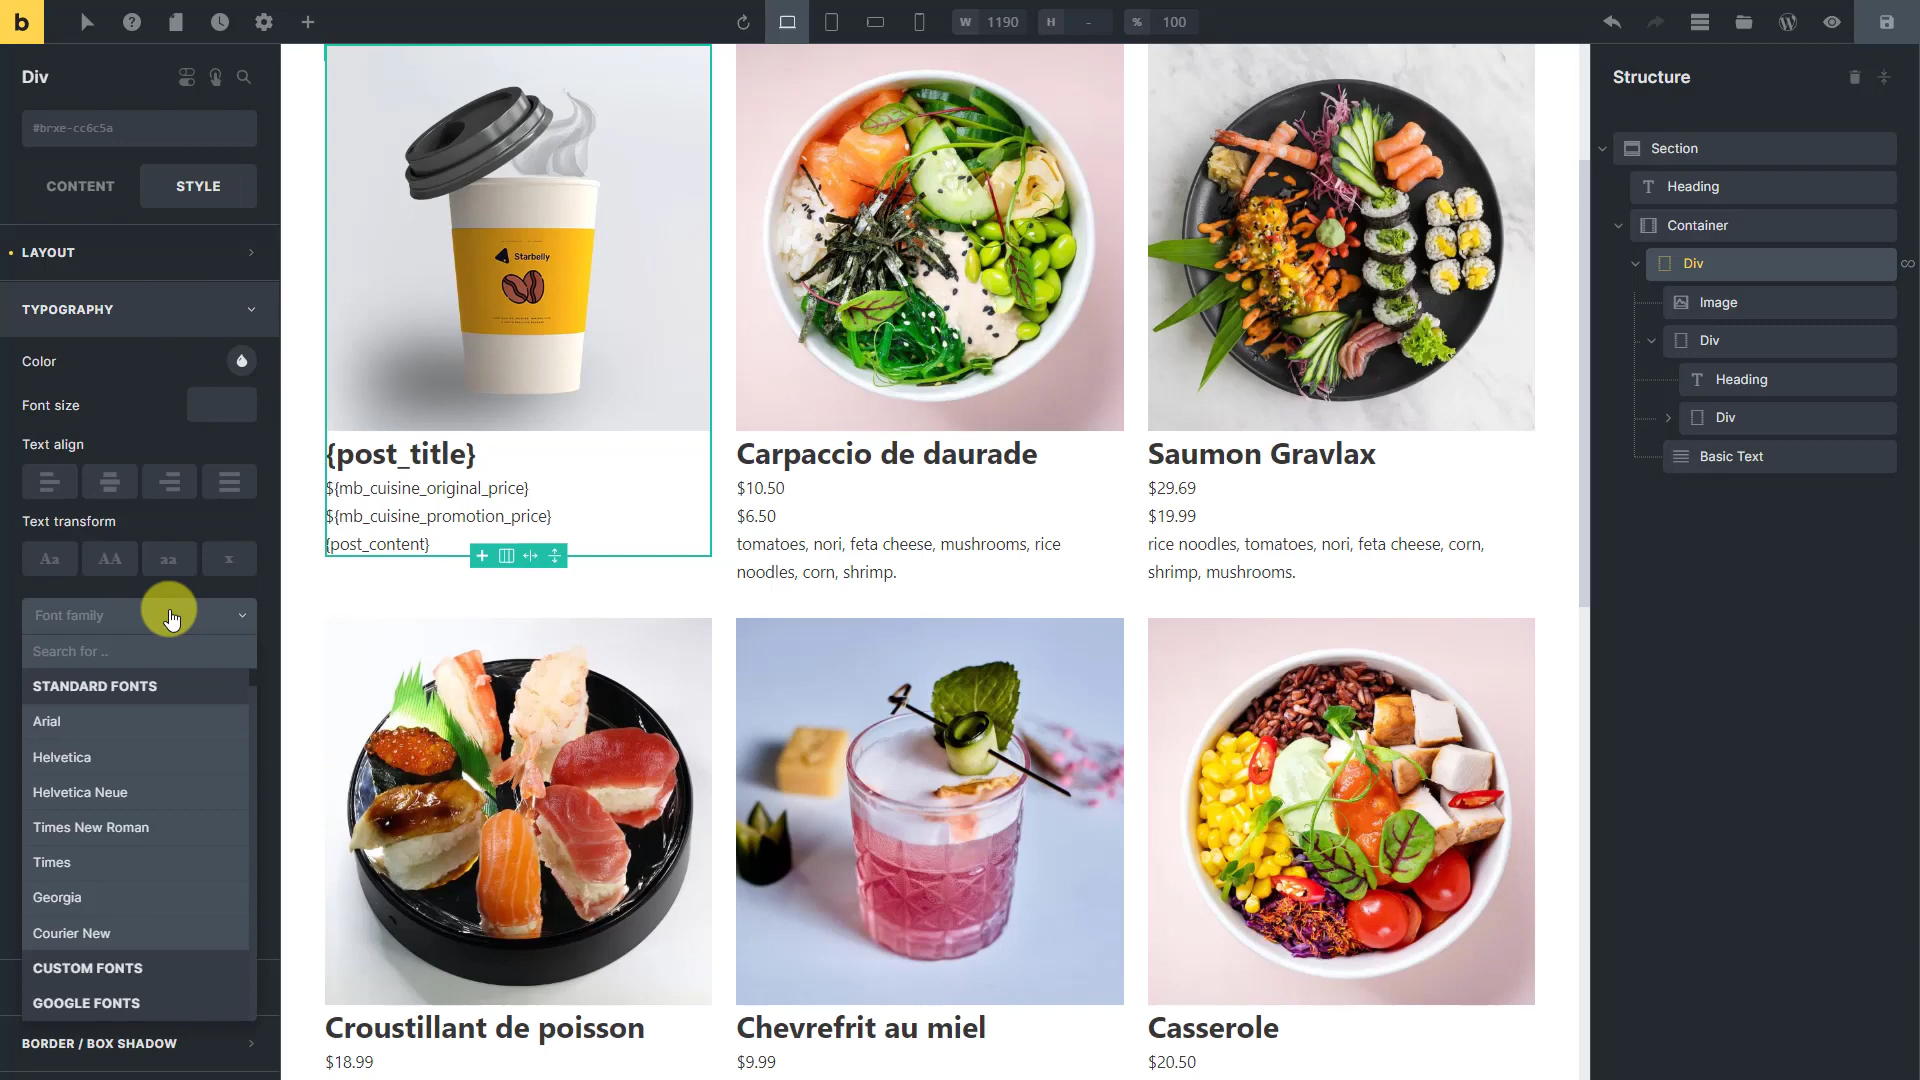 b
W 1190 H - % 100
Div
#brxe-cc6c5a
CONTENT STYLE
LAYOUT
TYPOGRAPHY
Color
Font size
Text align
Text transform
Aa AA aa x
Font family
Search for ..
STANDARD FONTS
Arial
Helvetica
Helvetica Neue
Times New Roman
Times
Georgia
Courier New
CUSTOM FONTS
GOOGLE FONTS
BORDER / BOX SHADOW
Starbelly
{post_title}
${mb_cuisine_original_price}
${mb_cuisine_promotion_price}
{post_content}
Carpaccio de daurade
$10.50
$6.50
tomatoes, nori, feta cheese, mushrooms, rice
noodles, corn, shrimp.
Saumon Gravlax
$29.69
$19.99
rice noodles, tomatoes, nori, feta cheese, corn,
shrimp, mushrooms.
Croustillant de poisson
$18.99
Chevrefrit au miel
$9.99
Casserole
$20.50
Structure
Section
Heading
Container
Div
Image
Div
Heading
Div
Basic Text